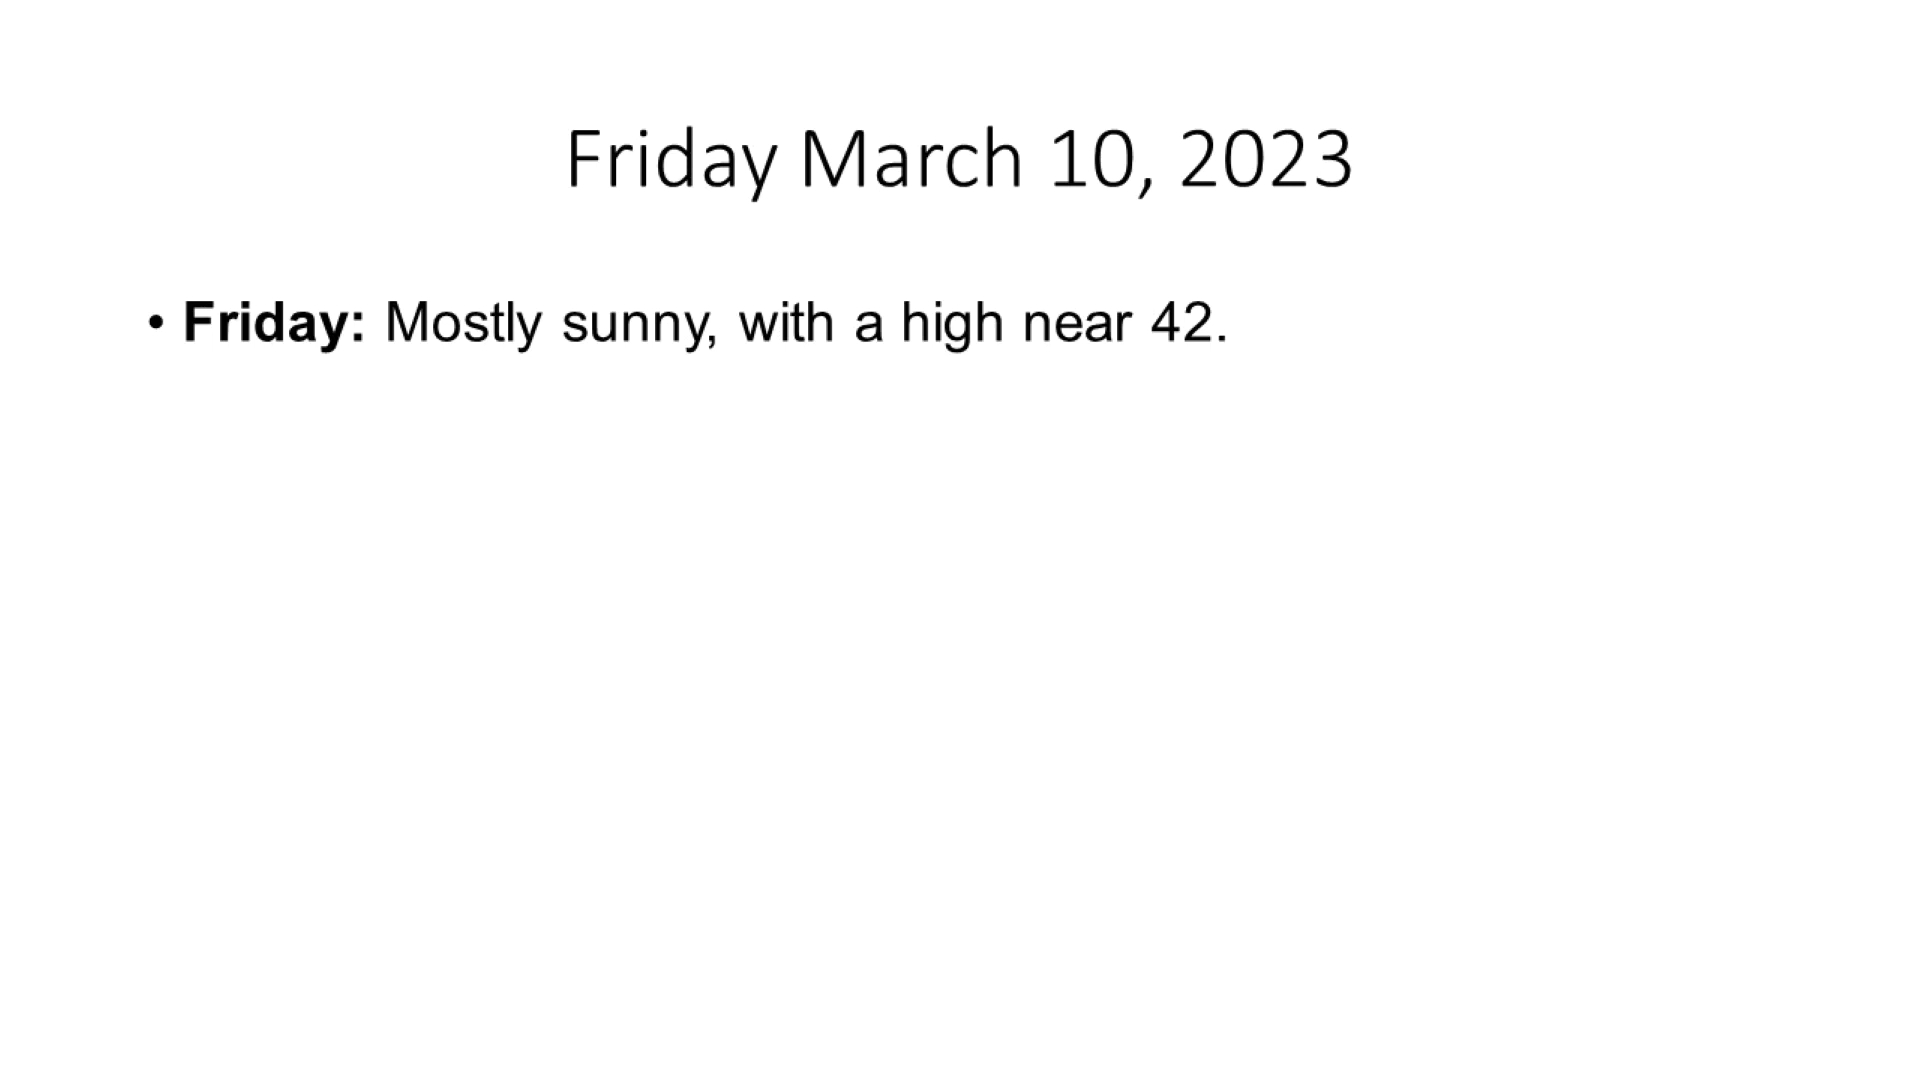 Friday March 10, 2023
• Friday: Mostly sunny, with a high near 42.